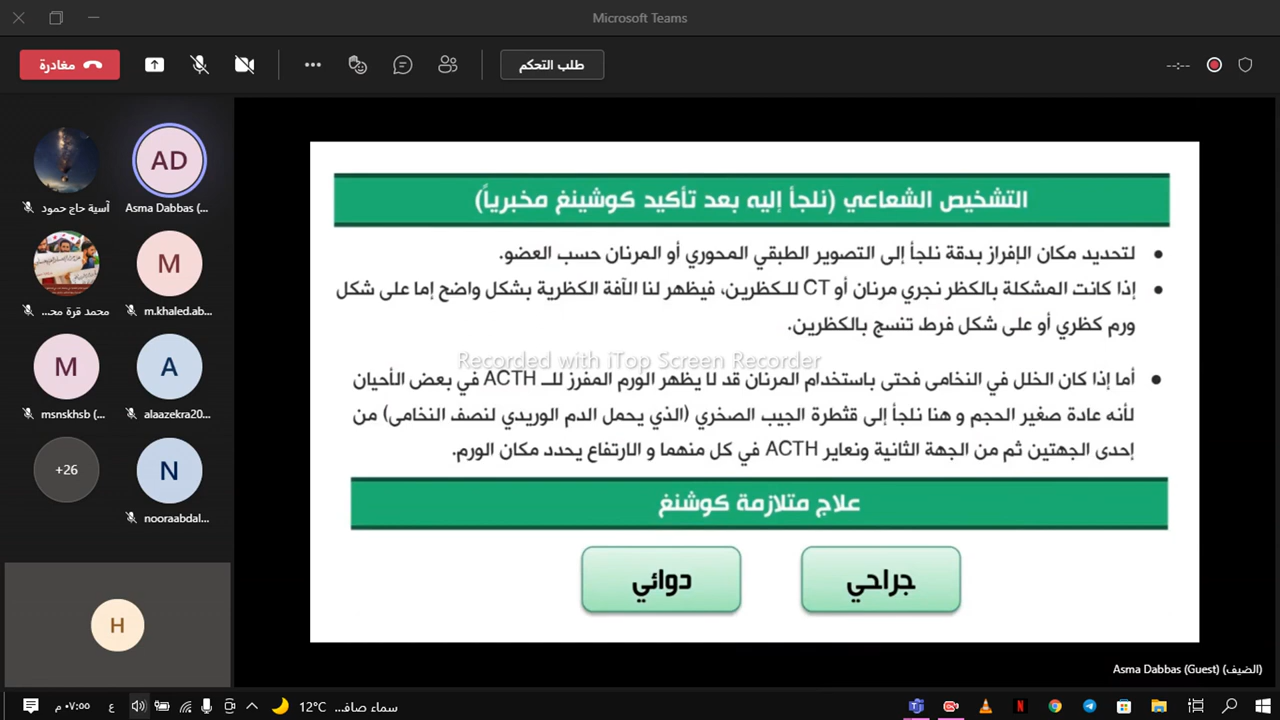 Microsoft Teams
مغادرة
طلب التحكم
--:--
AD
آسية حاج حمود
Asma Dabbas (...
M
محمد قرة مح...
m.khaled.ab...
M
A
msnskhsb (...
alaazekra20...
+26
N
nooraabdal...
H
التشخيص الشعاعي (نلجأ إليه بعد تأكيد كوشينغ مخبرياً)
• لتحديد مكان الإفراز بدقة نلجأ إلى التصوير الطبقي المحوري أو المرنان حسب العضو.
• إذا كانت المشكلة بالكظر نجري مرنان أو CT للكظرين، فيظهر لنا الآفة الكظرية بشكل واضح إما على شكل
ورم كظري أو على شكل فرط تنسج بالكظرين.
Recorded with iTop Screen Recorder
• أما إذا كان الخلل في النخامى فحتى باستخدام المرنان قد لا يظهر الورم المفرز للـ ACTH في بعض الأحيان
لأنه عادة صغير الحجم و هنا نلجأ إلى قثطرة الجيب الصخري (الذي يحمل الدم الوريدي لنصف النخامى) من
إحدى الجهتين ثم من الجهة الثانية ونعاير ACTH في كل منهما و الارتفاع يحدد مكان الورم.
علاج متلازمة كوشنغ
جراحي
دوائي
Asma Dabbas (Guest) (الضيف)
٠٧:٠٠ م
ع
12°C
سماء صاف...